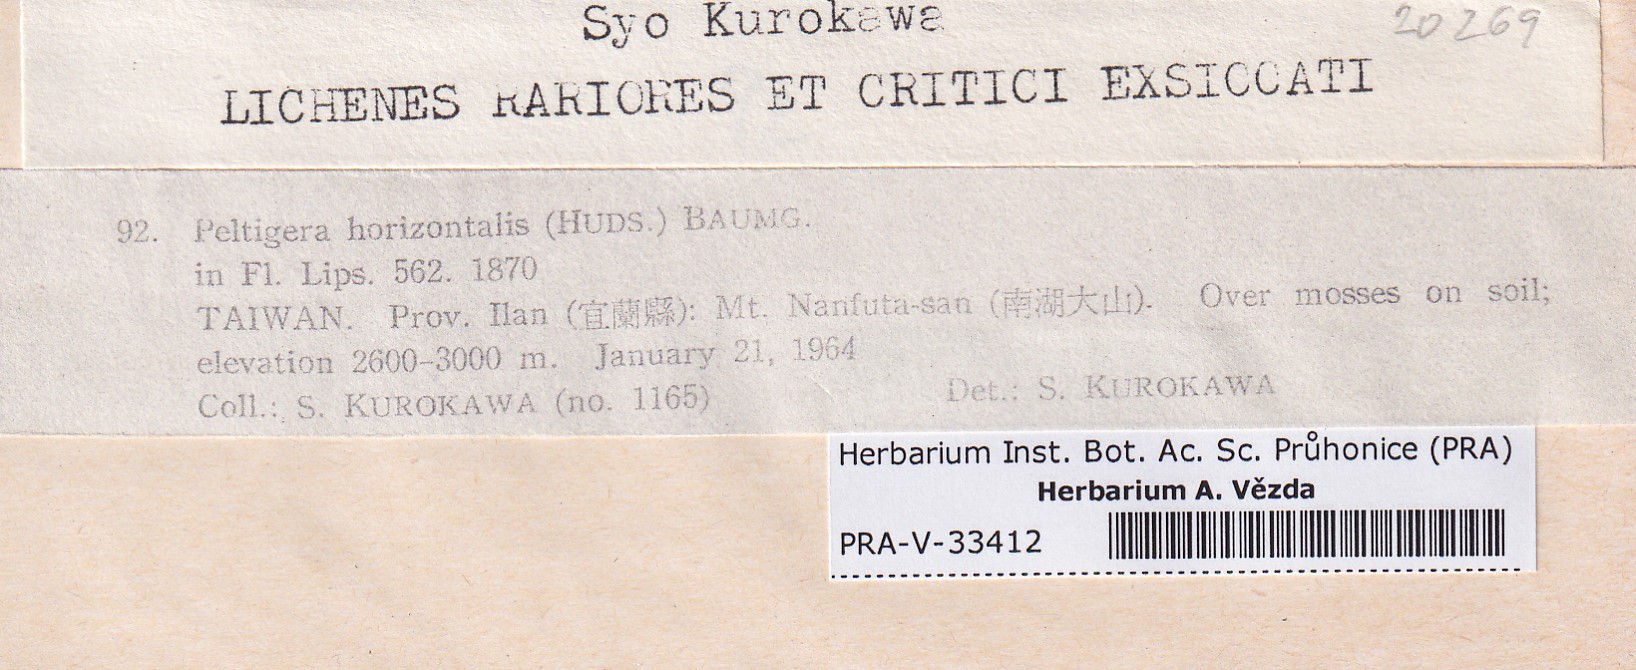 Syo Kurokawa
20269
LICHENES RARIORES ET CRITICI EXSICCATI
92. Peltigera horizontalis (HUDS.) BAUMG.
in Fl. Lips. 562. 1870
TAIWAN. Prov. Ilan (宜蘭縣): Mt. Nanfuta-san (南湖大山). Over mosses on soil;
elevation 2600–3000 m. January 21, 1964
Coll.: S. KUROKAWA (no. 1165) Det.: S. KUROKAWA
Herbarium Inst. Bot. Ac. Sc. Průhonice (PRA)
Herbarium A. Vězda
PRA-V-33412